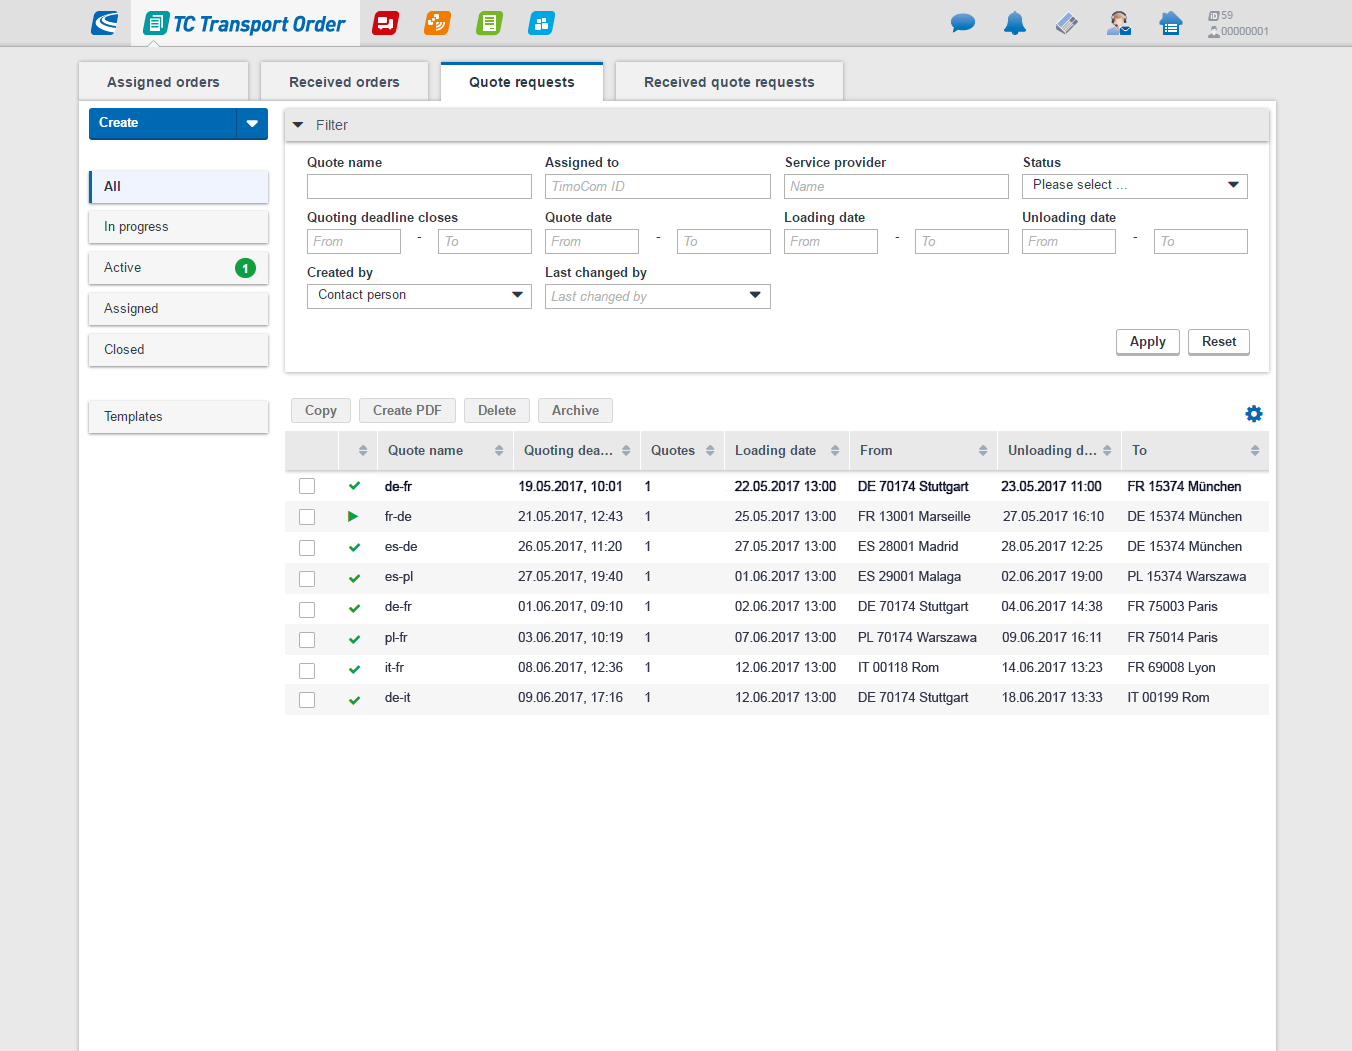 TC Transport Order
ID 59
00000001
Assigned orders Received orders Quote requests Received quote requests
Create
All
In progress
Active 1
Assigned
Closed
Templates
Filter
Quote name Assigned to Service provider Status
TimoCom ID Name Please select ...
Quoting deadline closes Quote date Loading date Unloading date
From - To From - To From - To From - To
Created by Last changed by
Contact person Last changed by
Apply Reset
Copy Create PDF Delete Archive
Quote name Quoting dea... Quotes Loading date From Unloading d... To
de-fr 19.05.2017, 10:01 1 22.05.2017 13:00 DE 70174 Stuttgart 23.05.2017 11:00 FR 15374 München
fr-de 21.05.2017, 12:43 1 25.05.2017 13:00 FR 13001 Marseille 27.05.2017 16:10 DE 15374 München
es-de 26.05.2017, 11:20 1 27.05.2017 13:00 ES 28001 Madrid 28.05.2017 12:25 DE 15374 München
es-pl 27.05.2017, 19:40 1 01.06.2017 13:00 ES 29001 Malaga 02.06.2017 19:00 PL 15374 Warszawa
de-fr 01.06.2017, 09:10 1 02.06.2017 13:00 DE 70174 Stuttgart 04.06.2017 14:38 FR 75003 Paris
pl-fr 03.06.2017, 10:19 1 07.06.2017 13:00 PL 70174 Warszawa 09.06.2017 16:11 FR 75014 Paris
it-fr 08.06.2017, 12:36 1 12.06.2017 13:00 IT 00118 Rom 14.06.2017 13:23 FR 69008 Lyon
de-it 09.06.2017, 17:16 1 12.06.2017 13:00 DE 70174 Stuttgart 18.06.2017 13:33 IT 00199 Rom